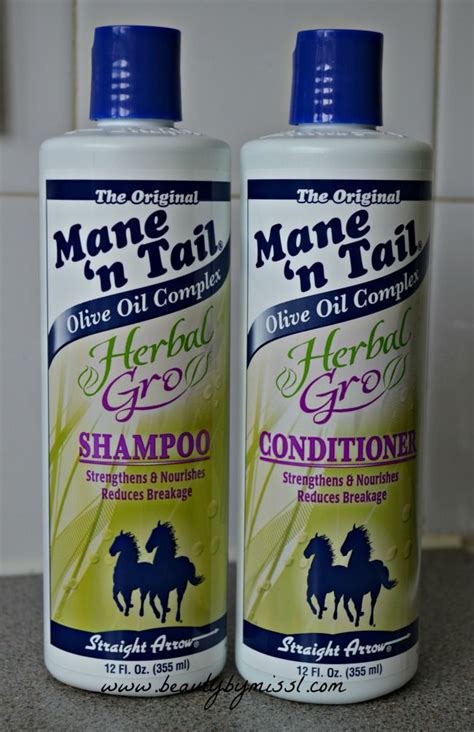 The Original
Mane
'n Tail®
Olive Oil Complex
Herbal
Gro
SHAMPOO
Strengthens & Nourishes
Reduces Breakage
Straight Arrow®
12 Fl. Oz. (355 ml)
The Original
Mane
'n Tail®
Olive Oil Complex
Herbal
Gro
CONDITIONER
Strengthens & Nourishes
Reduces Breakage
Straight Arrow®
12 Fl. Oz. (355 ml)
www.beautybymissl.com